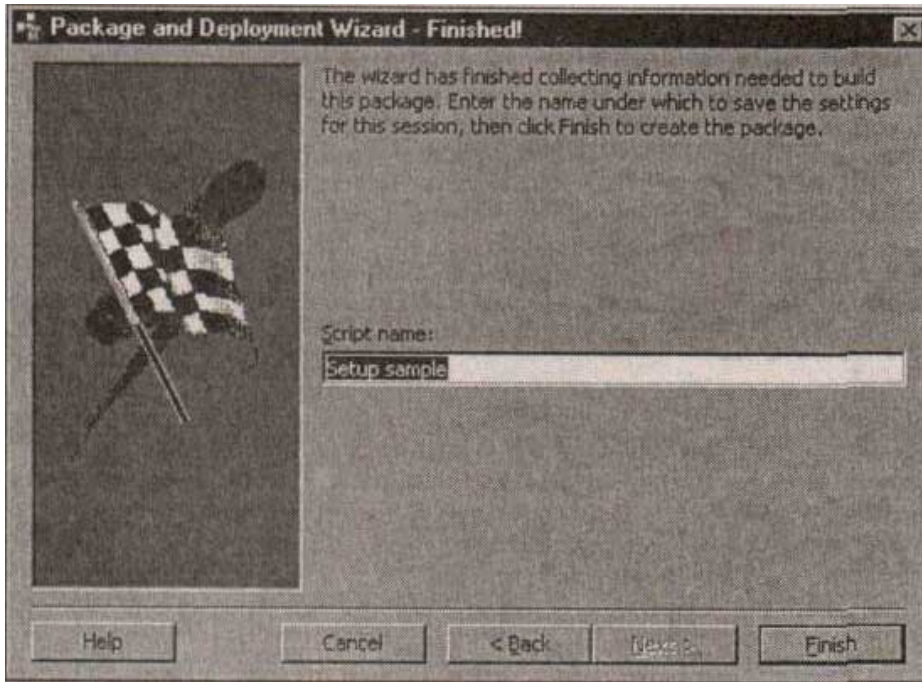 Package and Deployment Wizard - Finished!
The wizard has finished collecting information needed to build
this package. Enter the name under which to save the settings
for this session, then click Finish to create the package.
Script name:
Setup sample
Help
Cancel
< Back
Next >
Finish